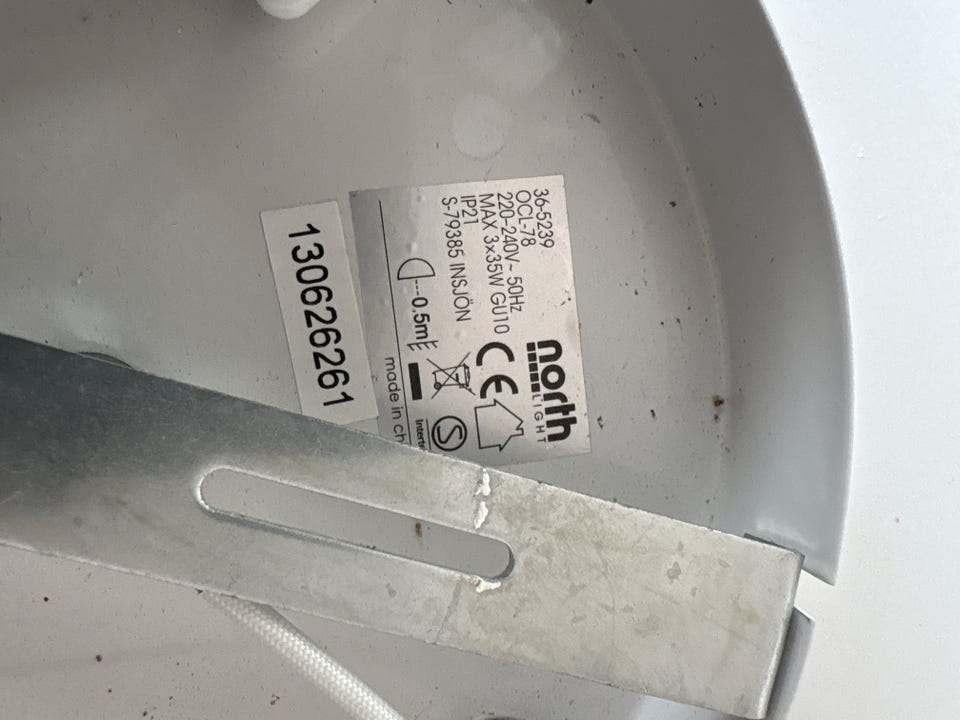 36-5239
OCL-78
220-240V~ 50Hz
MAX 3x35W GU10
IP21
S-79385 INSJÖN
north
LIGHT
CE
0,5m
S
made in
130626261